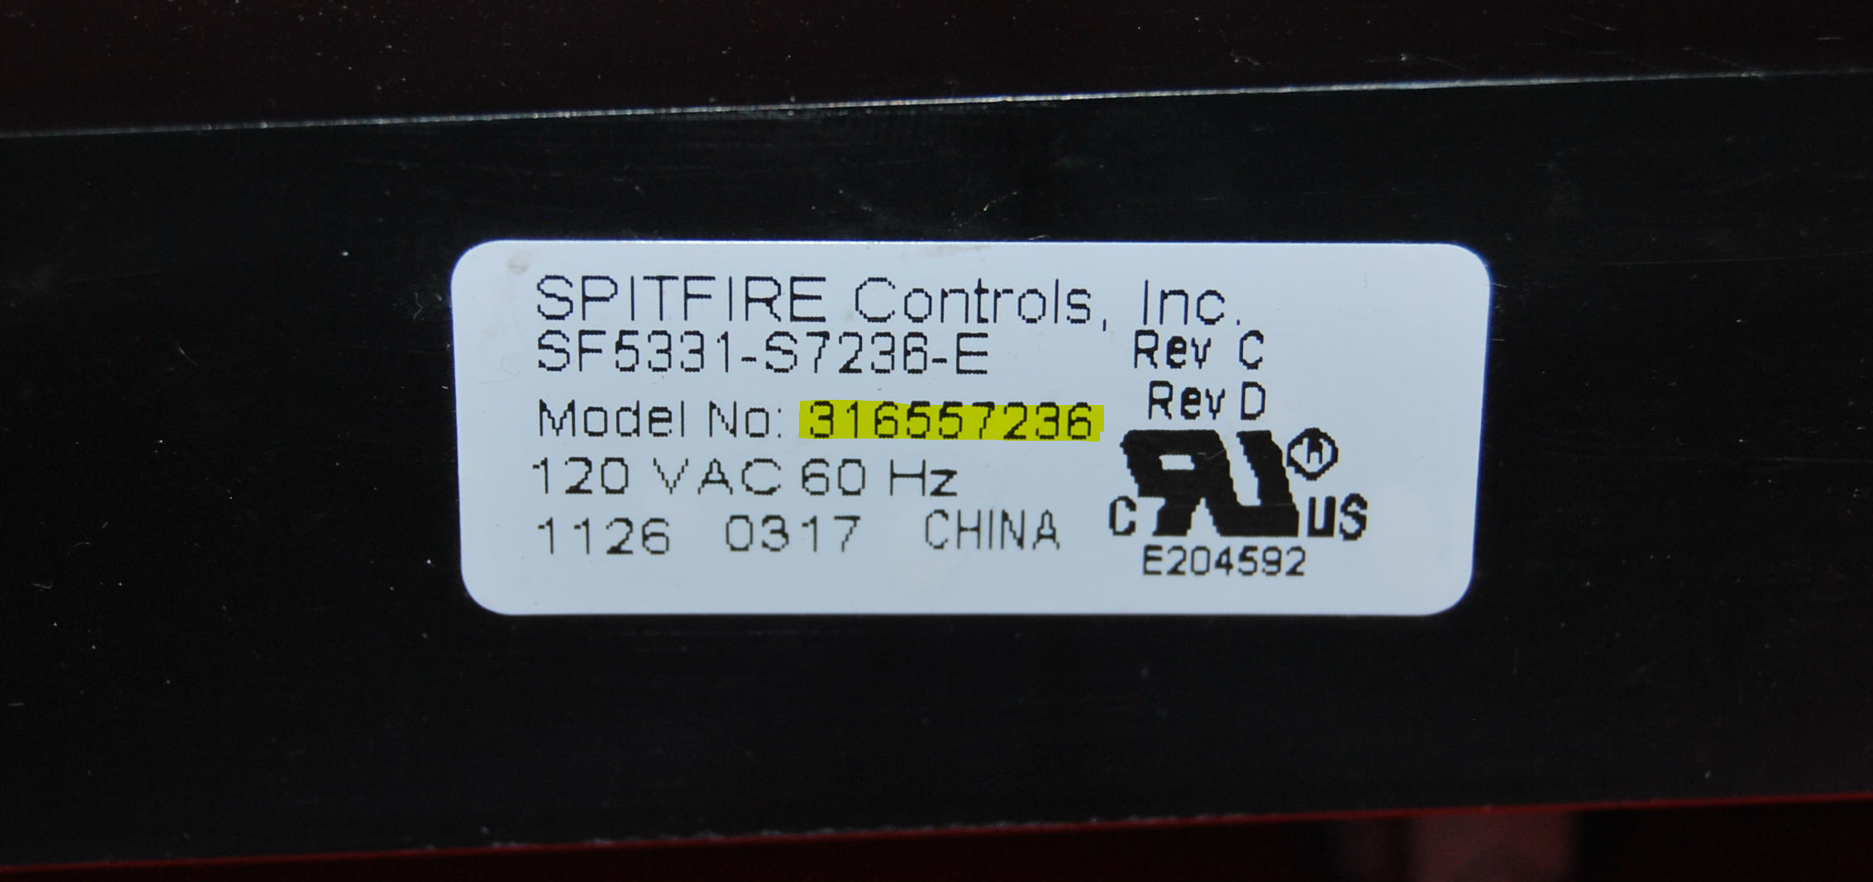 SPITFIRE Controls, Inc.
SF5331-S7236-E Rev C
Rev D
Model No: 316557236
120 VAC 60 Hz
1126 0317 CHINA
c RU US
H
E204592